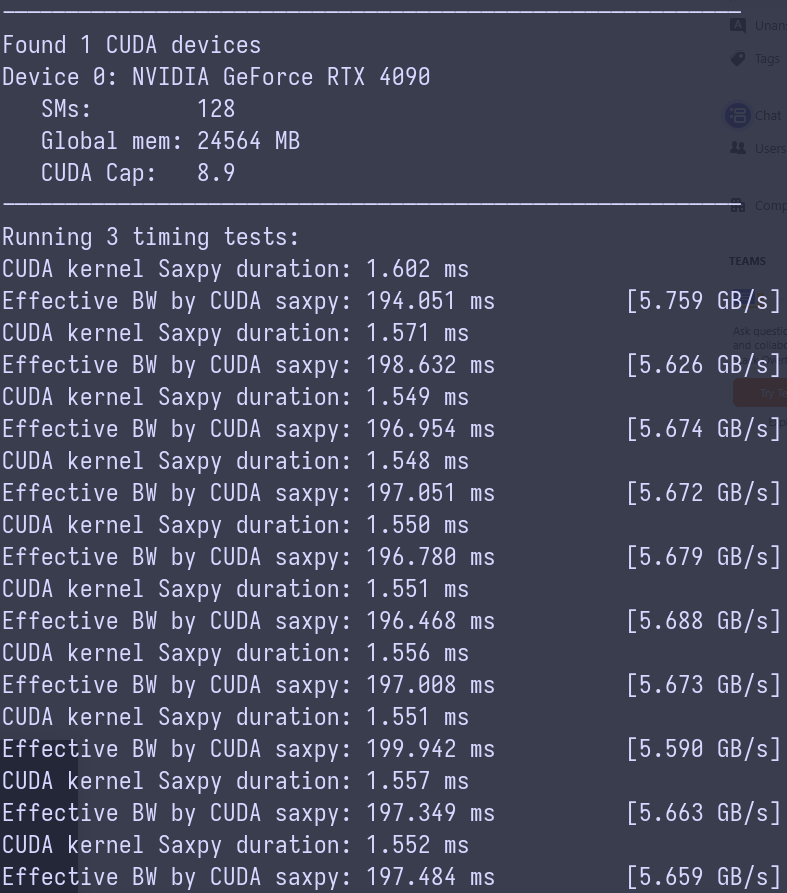 Found 1 CUDA devices
Device 0: NVIDIA GeForce RTX 4090
   SMs:        128
   Global mem: 24564 MB
   CUDA Cap:   8.9
Running 3 timing tests:
CUDA kernel Saxpy duration: 1.602 ms
Effective BW by CUDA saxpy: 194.051 ms          [5.759 GB/s]
CUDA kernel Saxpy duration: 1.571 ms
Effective BW by CUDA saxpy: 198.632 ms          [5.626 GB/s]
CUDA kernel Saxpy duration: 1.549 ms
Effective BW by CUDA saxpy: 196.954 ms          [5.674 GB/s]
CUDA kernel Saxpy duration: 1.548 ms
Effective BW by CUDA saxpy: 197.051 ms          [5.672 GB/s]
CUDA kernel Saxpy duration: 1.550 ms
Effective BW by CUDA saxpy: 196.780 ms          [5.679 GB/s]
CUDA kernel Saxpy duration: 1.551 ms
Effective BW by CUDA saxpy: 196.468 ms          [5.688 GB/s]
CUDA kernel Saxpy duration: 1.556 ms
Effective BW by CUDA saxpy: 197.008 ms          [5.673 GB/s]
CUDA kernel Saxpy duration: 1.551 ms
Effective BW by CUDA saxpy: 199.942 ms          [5.590 GB/s]
CUDA kernel Saxpy duration: 1.557 ms
Effective BW by CUDA saxpy: 197.349 ms          [5.663 GB/s]
CUDA kernel Saxpy duration: 1.552 ms
Effective BW by CUDA saxpy: 197.484 ms          [5.659 GB/s]
Unan
Tags
Chat
Users
Comp
TEAMS
Ask questio
and collabo
Try Te